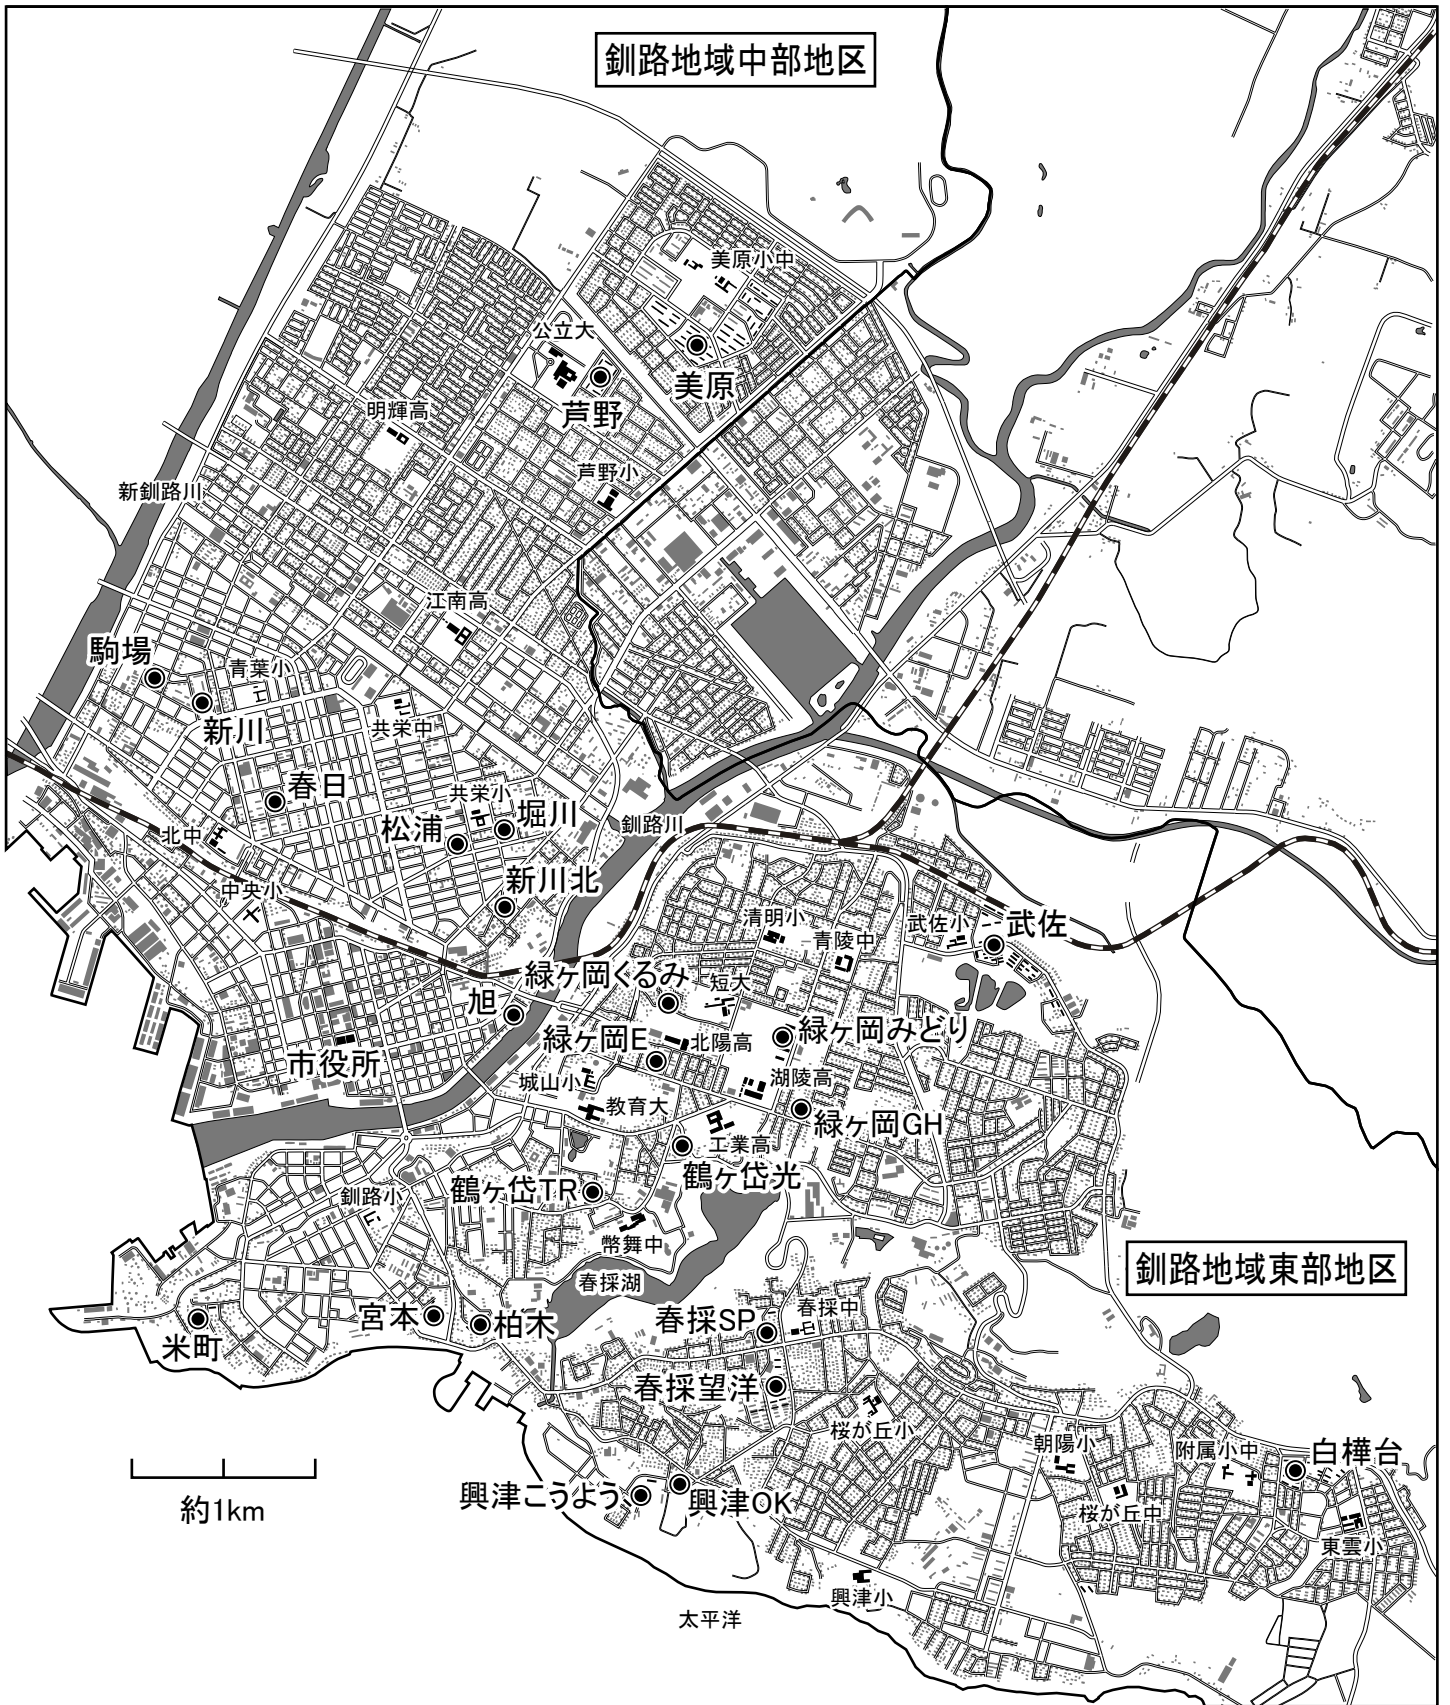 釧路地域中部地区
美原小中
公立大
美原
芦野
明輝高
芦野小
新釧路川
江南高
駒場
青葉小
新川
共栄中
春日
共栄小
堀川
松浦
釧路川
北中
新川北
中央小
清明小
武佐小
武佐
青陵中
緑ヶ岡くるみ
短大
旭
緑ヶ岡みどり
緑ヶ岡E
北陽高
市役所
城山小
湖陵高
教育大
緑ヶ岡GH
工業高
鶴ヶ岱光
鶴ヶ岱TR
釧路小
幣舞中
釧路地域東部地区
春採湖
宮本
柏木
春採SP
春採中
米町
春採望洋
桜が丘小
朝陽小
附属小中
白樺台
興津こうよう
興津OK
約1km
桜が丘中
東雲小
興津小
太平洋